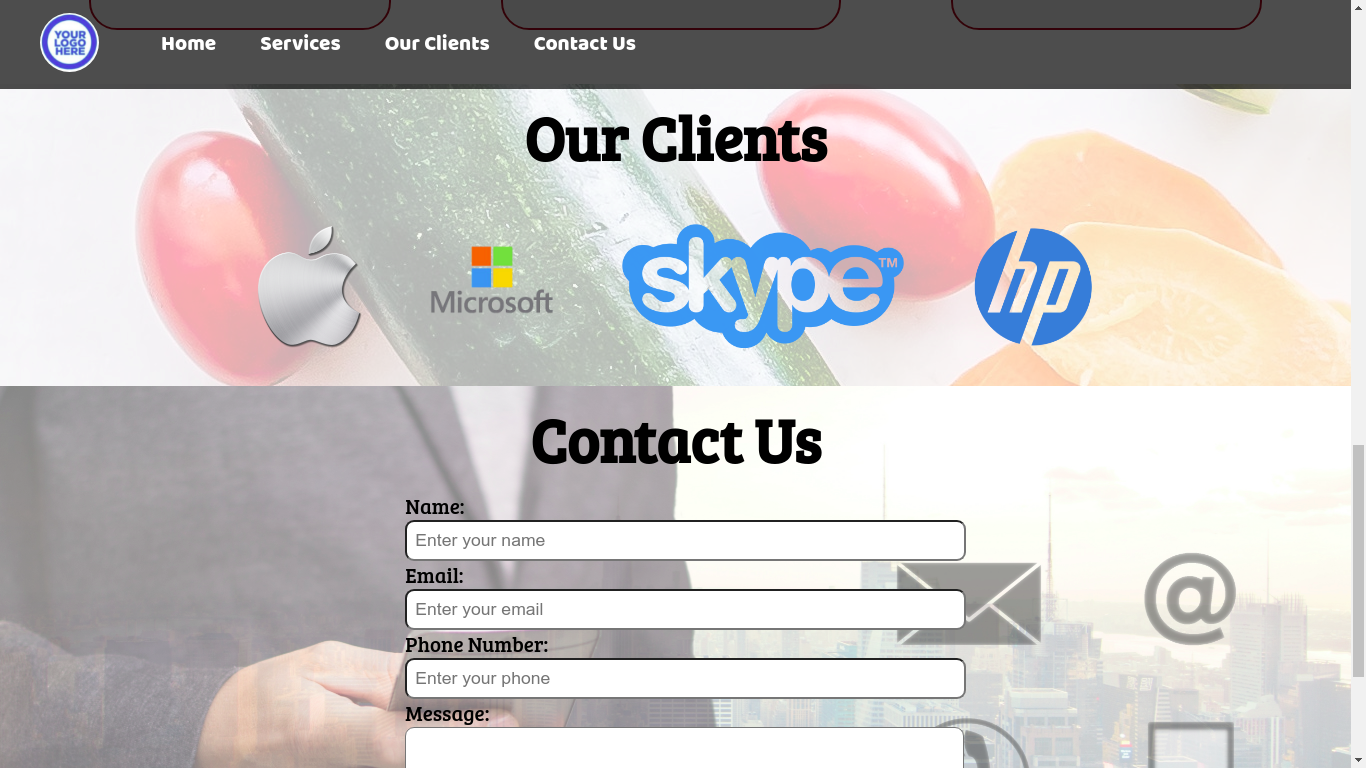 YOUR
LOGO
HERE
Home Services Our Clients Contact Us
Our Clients
Microsoft
skype™
hp
Contact Us
Name:
Enter your name
Email:
Enter your email
@
Phone Number:
Enter your phone
Message: